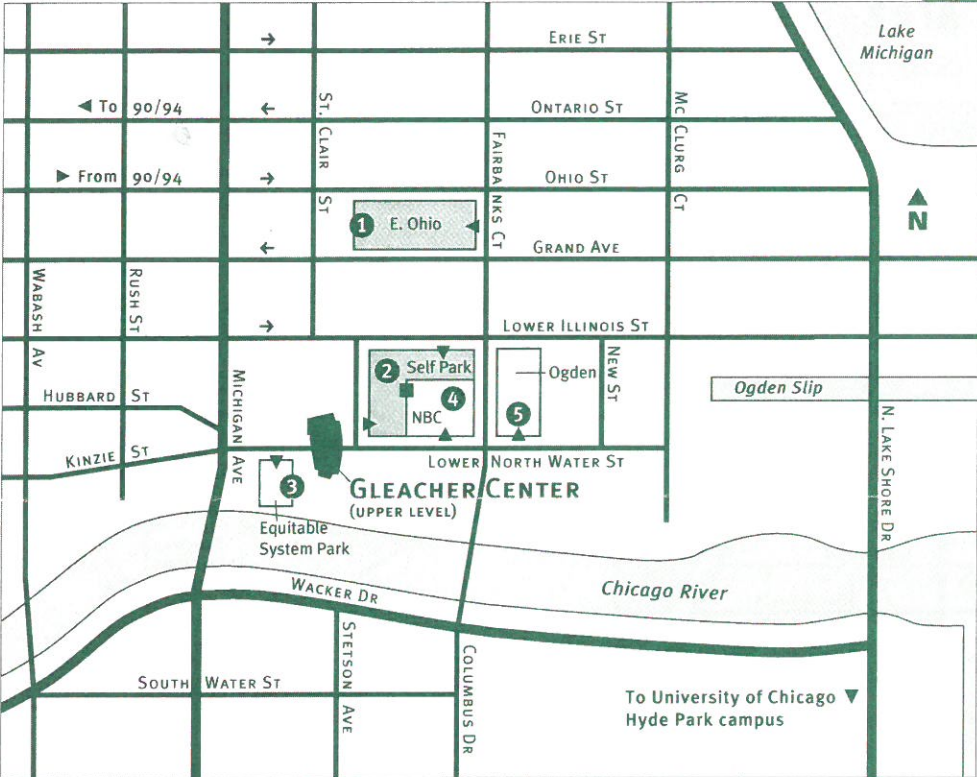 Lake
Michigan
ERIE ST
◄ To 90/94
ONTARIO ST
ST. CLAIR ST
MC CLURG CT
FAIRBANKS CT
► From 90/94
OHIO ST
N
1 E. Ohio
GRAND AVE
WABASH AV
RUSH ST
LOWER ILLINOIS ST
2 Self Park
Ogden
NEW ST
Ogden Slip
HUBBARD ST
MICHIGAN AVE
NBC 4
5
N. LAKE SHORE DR
KINZIE ST
LOWER NORTH WATER ST
GLEACHER CENTER
(UPPER LEVEL)
3
Equitable
System Park
WACKER DR
Chicago River
STETSON AVE
COLUMBUS DR
SOUTH WATER ST
To University of Chicago ▼
Hyde Park campus